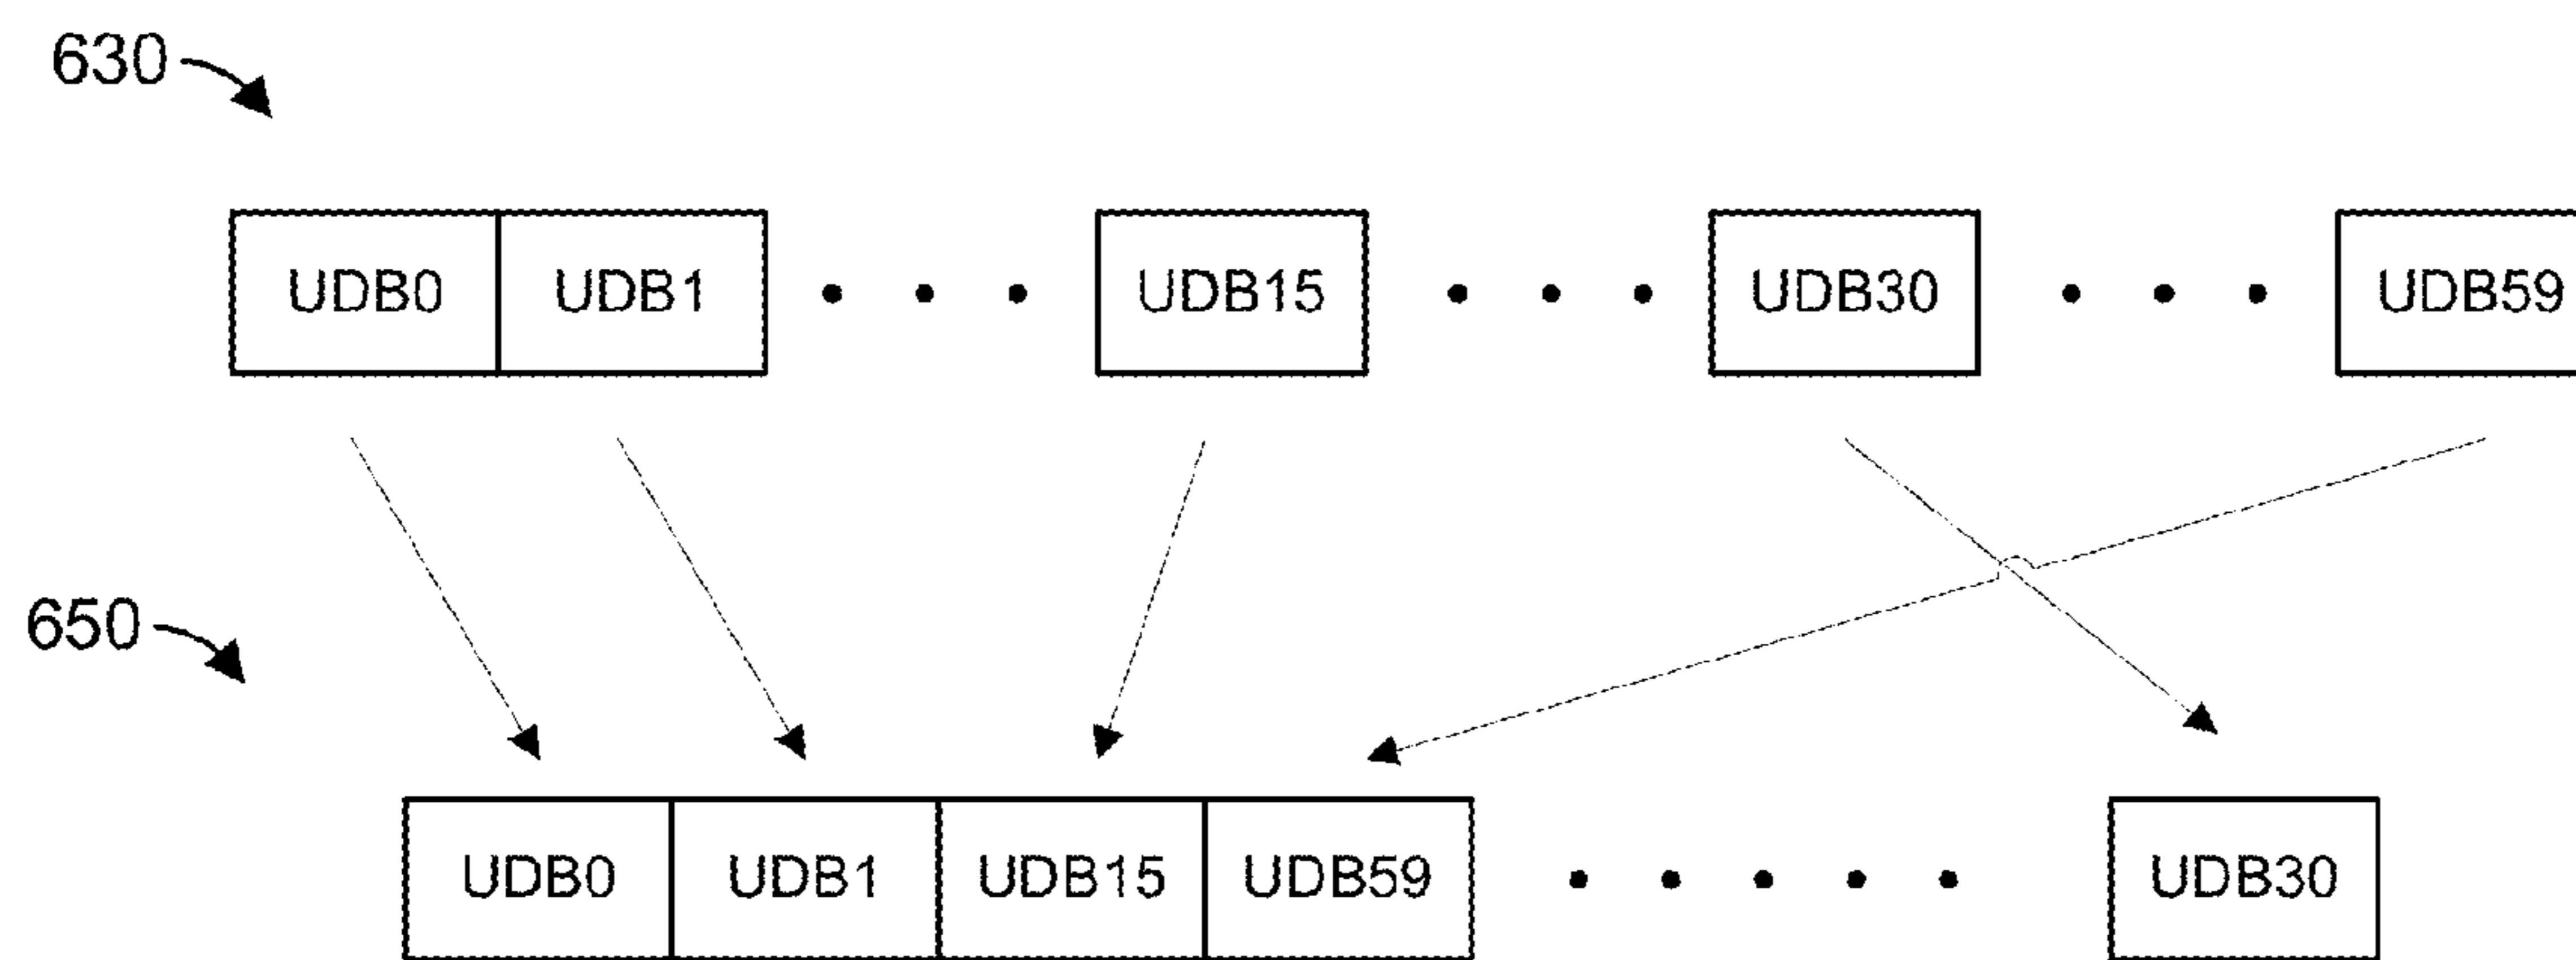 630
UDB0 UDB1 • • • UDB15 • • • UDB30 • • • UDB59
650
UDB0 UDB1 UDB15 UDB59 • • • • • UDB30